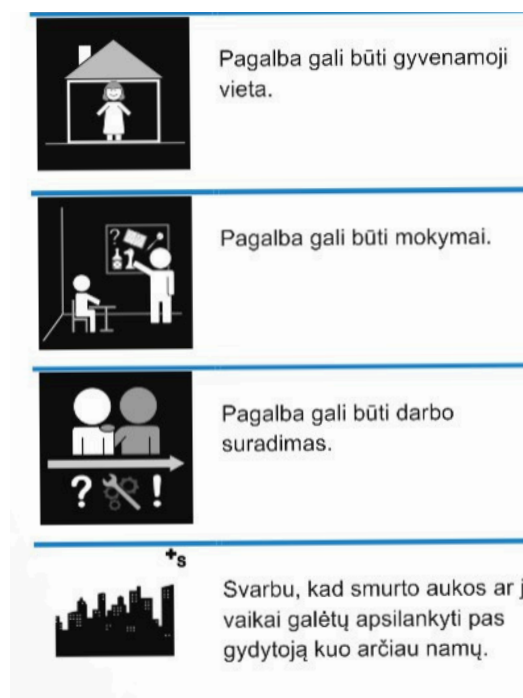 Pagalba gali būti gyvenamoji
vieta.
?
1
Pagalba gali būti mokymai.
Pagalba gali būti darbo
suradimas.
? !
+s
Svarbu, kad smurto aukos ar j
vaikai galėtų apsilankyti pas
gydytoją kuo arčiau namų.